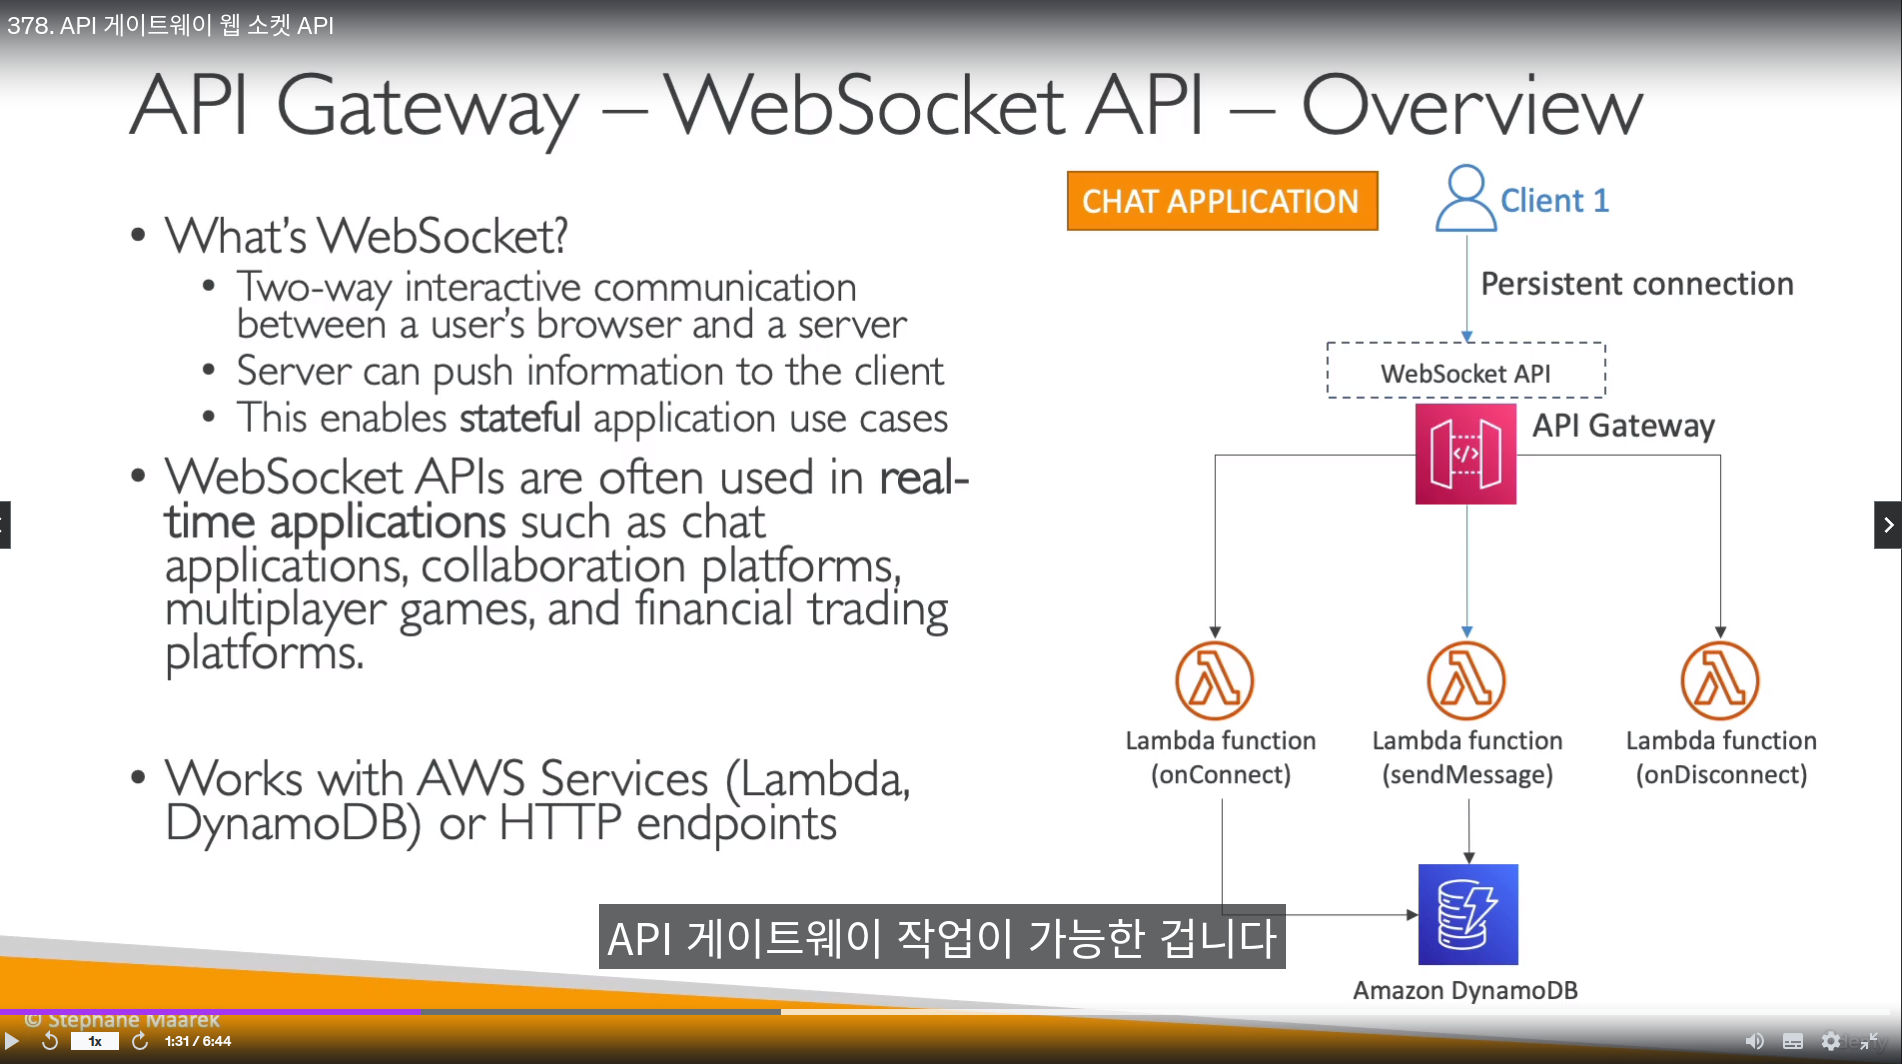 378. API 게이트웨이 웹 소켓 API
API Gateway – WebSocket API – Overview
• What's WebSocket?
• Two-way interactive communication
between a user's browser and a server
• Server can push information to the client
• This enables stateful application use cases
• WebSocket APIs are often used in real-
time applications such as chat
applications, collaboration platforms,
multiplayer games, and financial trading
platforms.
• Works with AWS Services (Lambda,
DynamoDB) or HTTP endpoints
CHAT APPLICATION
Client 1
Persistent connection
WebSocket API
API Gateway
Lambda function
(onConnect)
Lambda function
(sendMessage)
Lambda function
(onDisconnect)
Amazon DynamoDB
API 게이트웨이 작업이 가능한 겁니다
© Stephane Maarek
1x
1:31 / 6:44